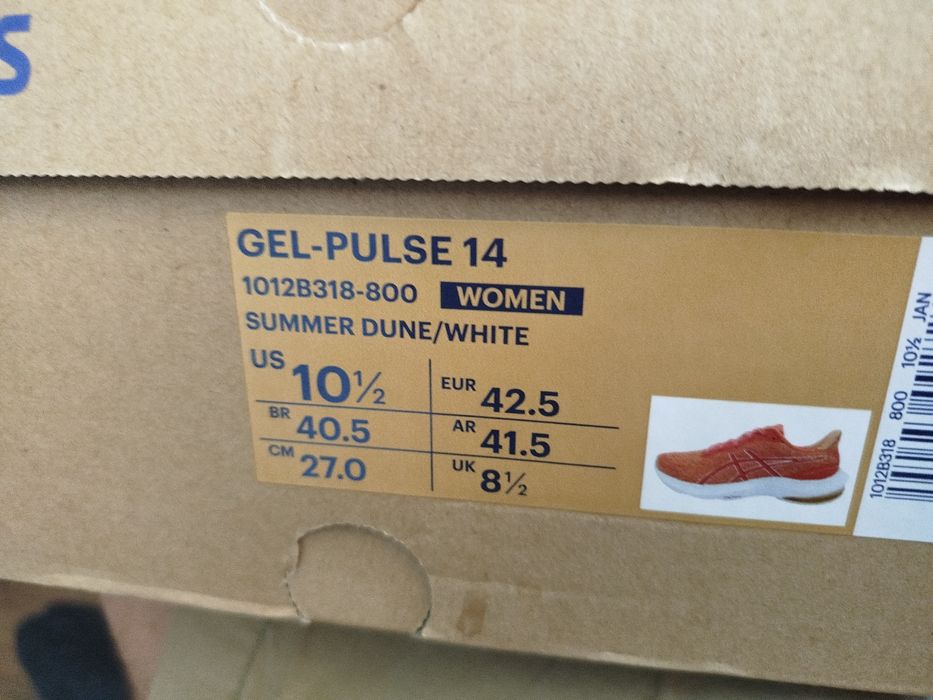 s
GEL-PULSE 14
1012B318-800 WOMEN
SUMMER DUNE/WHITE
US 10½ EUR 42.5
BR 40.5 AR 41.5
CM 27.0 UK 8½
1012B318 800 10½ JAN